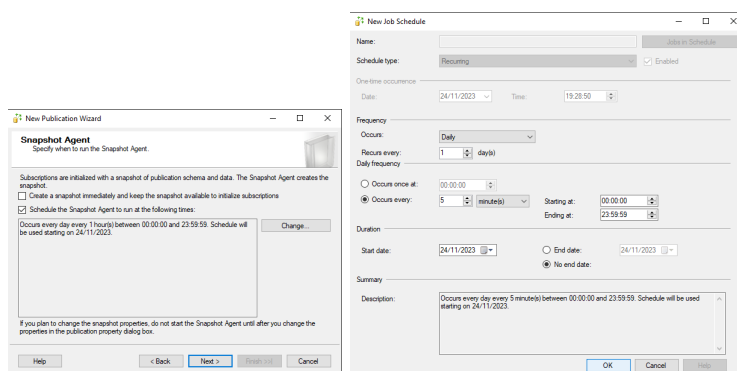 New Publication Wizard
Snapshot Agent
Specify when to run the Snapshot Agent.
Subscriptions are initialized with a snapshot of publication schema and data. The Snapshot Agent creates the
snapshot.
Create a snapshot immediately and keep the snapshot available to initialize subscriptions
Schedule the Snapshot Agent to run at the following times:
Occurs every day every 1 hour(s) between 00:00:00 and 23:59:59. Schedule will
be used starting on 24/11/2023.
Change...
If you plan to change the snapshot properties, do not start the Snapshot Agent until after you change the
properties in the publication property dialog box.
Help
< Back
Next >
Finish >>|
Cancel
New Job Schedule
Name:
Jobs in Schedule
Schedule type:
Recurring
Enabled
One-time occurrence
Date:
24/11/2023
Time:
19:28:50
Frequency
Occurs:
Daily
Recurs every:
1
day(s)
Daily frequency
Occurs once at:
00:00:00
Occurs every:
5
minute(s)
Starting at:
00:00:00
Ending at:
23:59:59
Duration
Start date:
24/11/2023
End date:
24/11/2023
No end date:
Summary
Description:
Occurs every day every 5 minute(s) between 00:00:00 and 23:59:59. Schedule will be used
starting on 24/11/2023.
OK
Cancel
Help